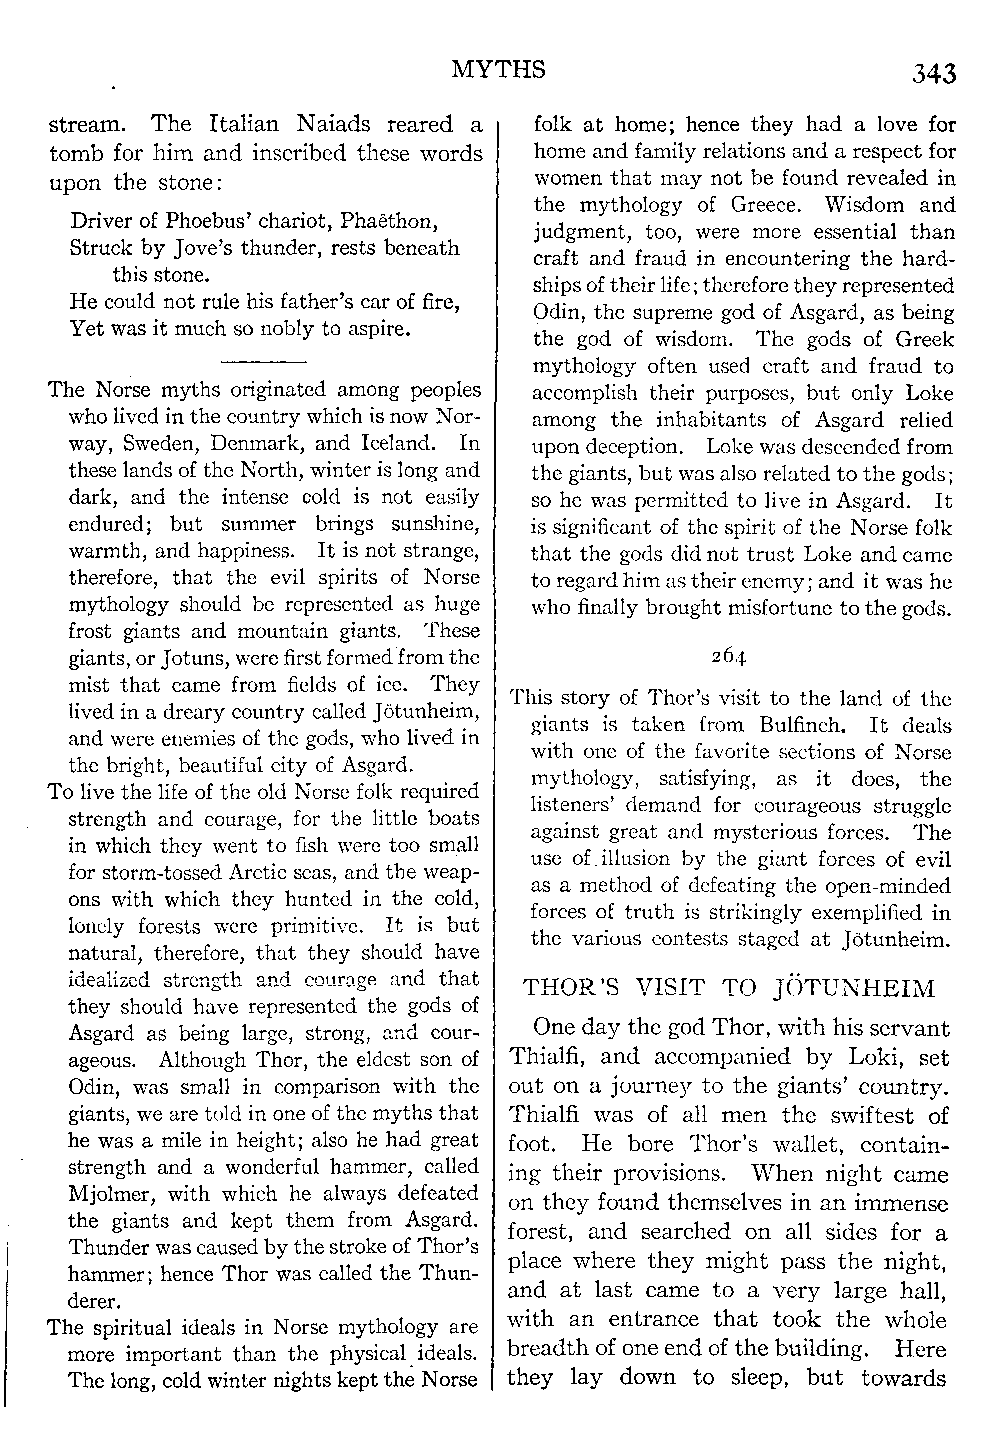 MYTHS
343
stream. The Italian Naiads reared a
tomb for him and inscribed these words
upon the stone:
Driver of Phoebus' chariot, Phaëthon,
Struck by Jove's thunder, rests beneath
this stone.
He could not rule his father's car of fire,
Yet was it much so nobly to aspire.
The Norse myths originated among peoples
who lived in the country which is now Nor-
way, Sweden, Denmark, and Iceland. In
these lands of the North, winter is long and
dark, and the intense cold is not easily
endured; but summer brings sunshine,
warmth, and happiness. It is not strange,
therefore, that the evil spirits of Norse
mythology should be represented as huge
frost giants and mountain giants. These
giants, or Jotuns, were first formed from the
mist that came from fields of ice. They
lived in a dreary country called Jötunheim,
and were enemies of the gods, who lived in
the bright, beautiful city of Asgard.
To live the life of the old Norse folk required
strength and courage, for the little boats
in which they went to fish were too small
for storm-tossed Arctic seas, and the weap-
ons with which they hunted in the cold,
lonely forests were primitive. It is but
natural, therefore, that they should have
idealized strength and courage and that
they should have represented the gods of
Asgard as being large, strong, and cour-
ageous. Although Thor, the eldest son of
Odin, was small in comparison with the
giants, we are told in one of the myths that
he was a mile in height; also he had great
strength and a wonderful hammer, called
Mjolmer, with which he always defeated
the giants and kept them from Asgard.
Thunder was caused by the stroke of Thor's
hammer; hence Thor was called the Thun-
derer.
The spiritual ideals in Norse mythology are
more important than the physical ideals.
The long, cold winter nights kept the Norse
folk at home; hence they had a love for
home and family relations and a respect for
women that may not be found revealed in
the mythology of Greece. Wisdom and
judgment, too, were more essential than
craft and fraud in encountering the hard-
ships of their life; therefore they represented
Odin, the supreme god of Asgard, as being
the god of wisdom. The gods of Greek
mythology often used craft and fraud to
accomplish their purposes, but only Loke
among the inhabitants of Asgard relied
upon deception. Loke was descended from
the giants, but was also related to the gods;
so he was permitted to live in Asgard. It
is significant of the spirit of the Norse folk
that the gods did not trust Loke and came
to regard him as their enemy; and it was he
who finally brought misfortune to the gods.
264
This story of Thor's visit to the land of the
giants is taken from Bulfinch. It deals
with one of the favorite sections of Norse
mythology, satisfying, as it does, the
listeners' demand for courageous struggle
against great and mysterious forces. The
use of illusion by the giant forces of evil
as a method of defeating the open-minded
forces of truth is strikingly exemplified in
the various contests staged at Jötunheim.
THOR'S VISIT TO JÖTUNHEIM
One day the god Thor, with his servant
Thialfi, and accompanied by Loki, set
out on a journey to the giants' country.
Thialfi was of all men the swiftest of
foot. He bore Thor's wallet, contain-
ing their provisions. When night came
on they found themselves in an immense
forest, and searched on all sides for a
place where they might pass the night,
and at last came to a very large hall,
with an entrance that took the whole
breadth of one end of the building. Here
they lay down to sleep, but towards